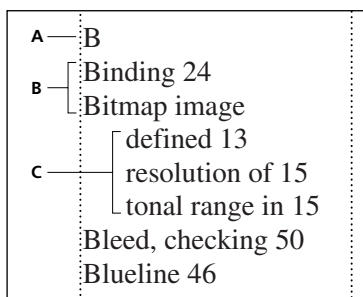 A B
B Binding 24
Bitmap image
defined 13
C resolution of 15
tonal range in 15
Bleed, checking 50
Blueline 46